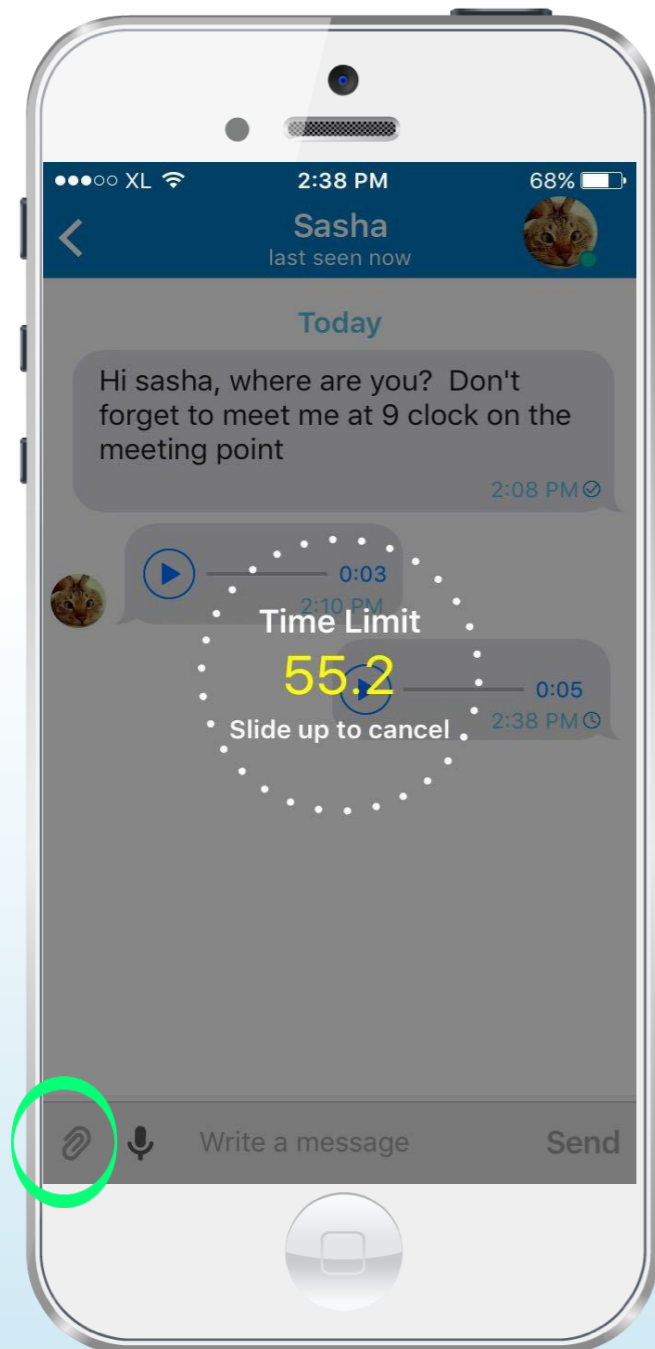 XL 2:38 PM 68%
Sasha
last seen now
Today
Hi sasha, where are you? Don't
forget to meet me at 9 clock on the
meeting point
2:08 PM
0:03
2:10 PM
Time Limit
55.2
0:05
Slide up to cancel 2:38 PM
Write a message Send